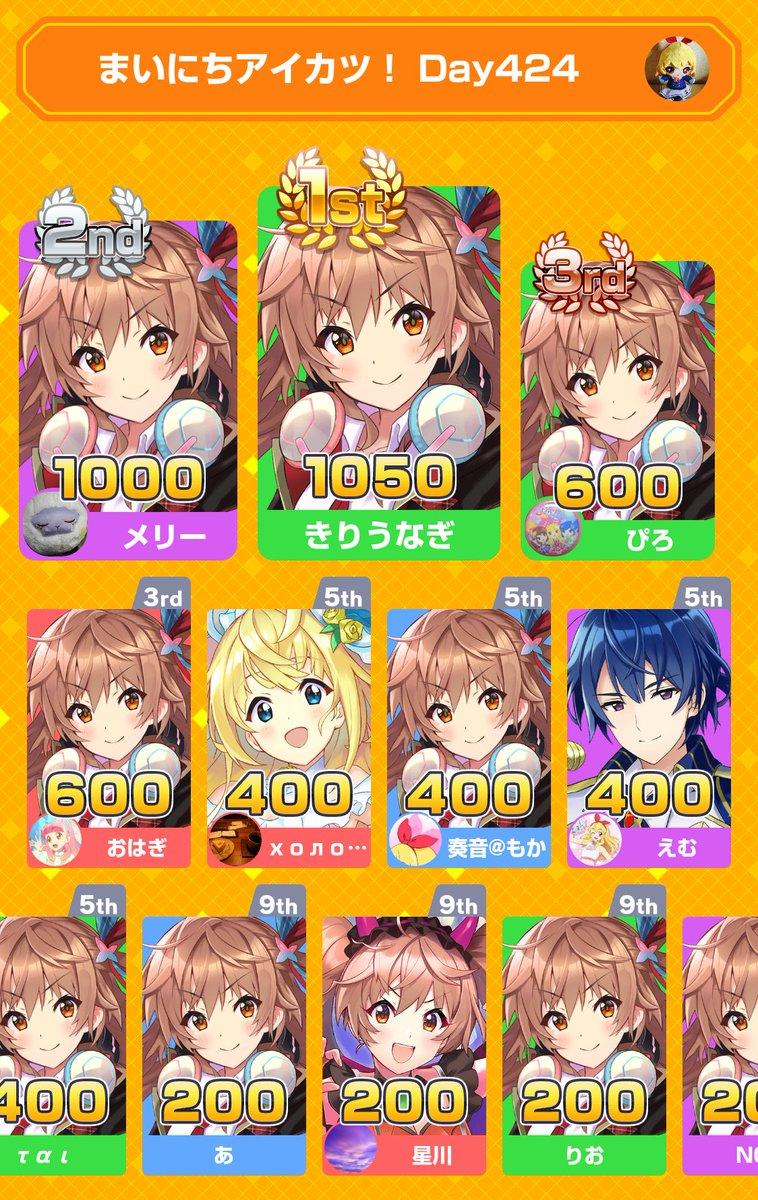 まいにちアイカツ！ Day424
2nd
1st
3rd
1000
1050
600
メリー
きりうなぎ
ぴろ
3rd
5th
5th
5th
600
400
400
400
おはぎ
холо…
奏音@もか
えむ
5th
9th
9th
9th
400
200
200
200
20
ται
あ
星川
りお